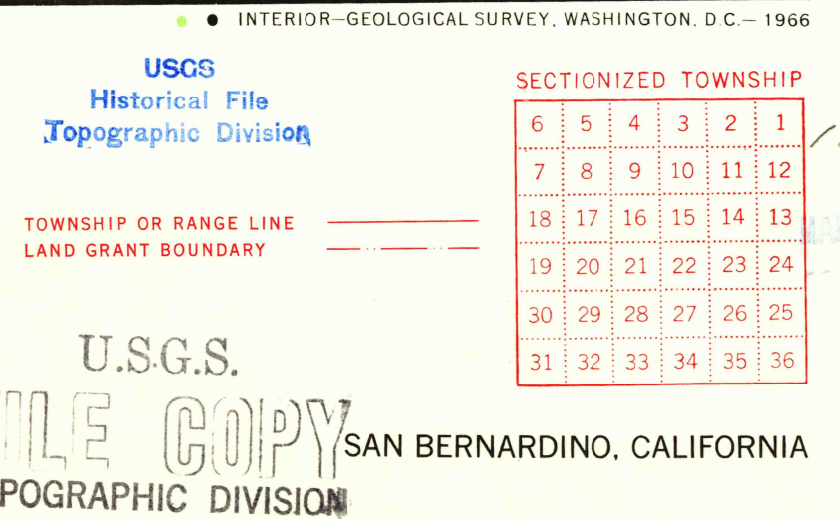 INTERIOR—GEOLOGICAL SURVEY, WASHINGTON, D.C.— 1966
USGS
Historical File
Topographic Division
SECTIONIZED TOWNSHIP
6 5 4 3 2 1
7 8 9 10 11 12
18 17 16 15 14 13
19 20 21 22 23 24
30 29 28 27 26 25
31 32 33 34 35 36
TOWNSHIP OR RANGE LINE
LAND GRANT BOUNDARY
U.S.G.S.
ILE COPY
POGRAPHIC DIVISION
SAN BERNARDINO, CALIFORNIA